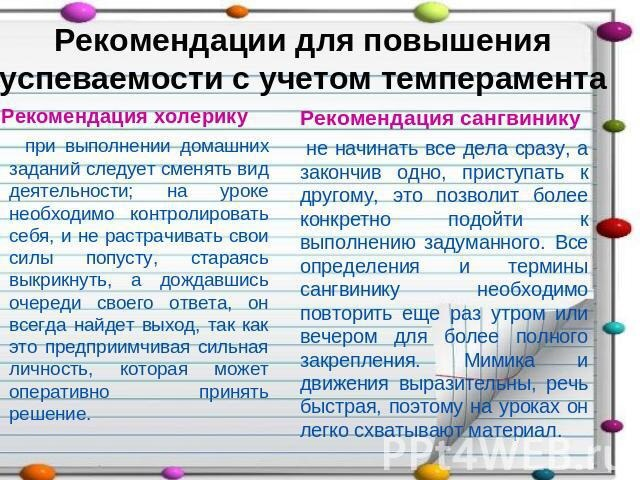 Рекомендации для повышения
успеваемости с учетом темперамента
Рекомендация холерику
при выполнении домашних
заданий следует сменять вид
деятельности; на уроке
необходимо контролировать
себя, и не растрачивать свои
силы попусту, стараясь
выкрикнуть, а дождавшись
очереди своего ответа, он
всегда найдет выход, так как
это предприимчивая сильная
личность, которая может
оперативно принять
решение.
Рекомендация сангвинику
не начинать все дела сразу, а
закончив одно, приступать к
другому, это позволит более
конкретно подойти к
выполнению задуманного. Все
определения и термины
сангвинику необходимо
повторить еще раз утром или
вечером для более полного
закрепления. Мимика и
движения выразительны, речь
быстрая, поэтому на уроках он
легко схватывают материал.
PPt4WEB.ru